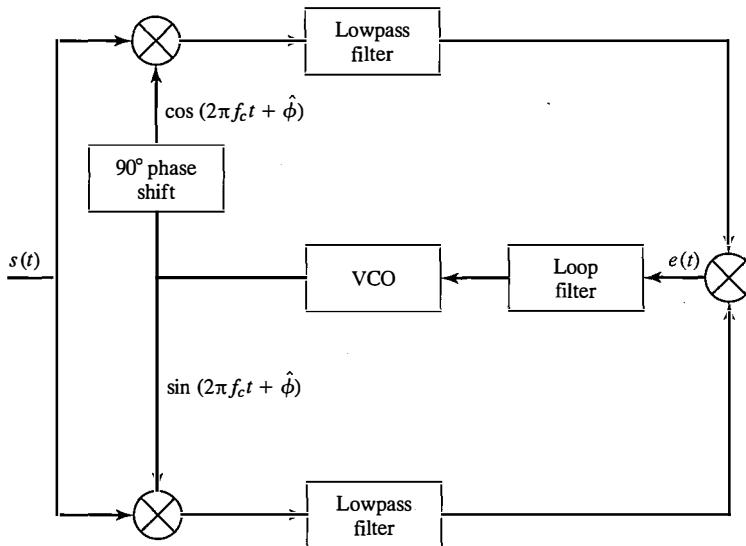 Lowpass
filter
cos (2πf_c t + ϕ̂)
90° phase
shift
s(t)
VCO
Loop
filter
e(t)
sin (2πf_c t + ϕ̂)
Lowpass
filter